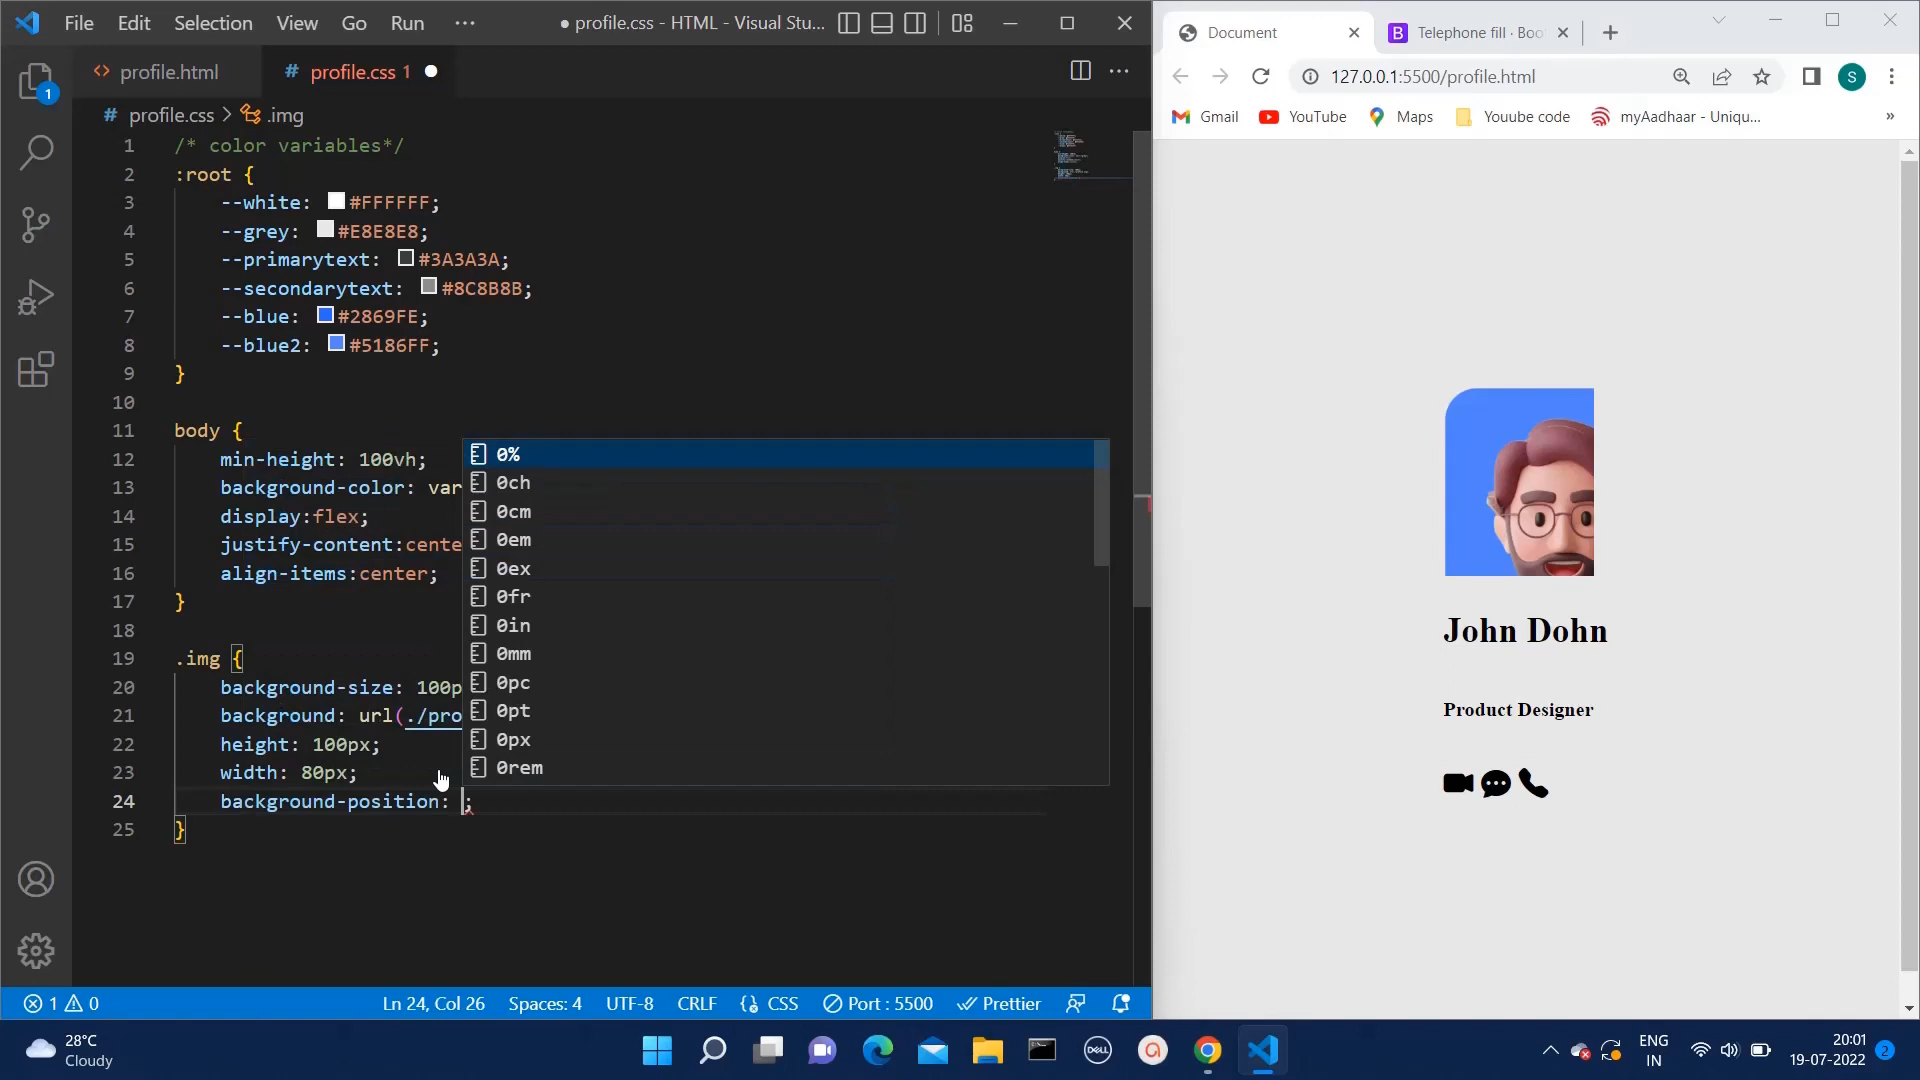 File Edit Selection View Go Run ···
● profile.css - HTML - Visual Stu...
profile.html
# profile.css 1
# profile.css > .img
1 /* color variables*/
2 :root {
3 --white: #FFFFFF;
4 --grey: #E8E8E8;
5 --primarytext: #3A3A3A;
6 --secondarytext: #8C8B8B;
7 --blue: #2869FE;
8 --blue2: #5186FF;
9 }
10
11 body {
12 min-height: 100vh;
13 background-color: var
14 display:flex;
15 justify-content:cente
16 align-items:center;
17 }
18
19 .img {
20 background-size: 100p
21 background: url(./pro
22 height: 100px;
23 width: 80px;
24 background-position: ;
25 }
0%
0ch
0cm
0em
0ex
0fr
0in
0mm
0pc
0pt
0px
0rem
1
1 0
Ln 24, Col 26
Spaces: 4
UTF-8
CRLF
CSS
Port : 5500
Prettier
Document
B Telephone fill · Boo
127.0.0.1:5500/profile.html
S
Gmail
YouTube
Maps
Youube code
myAadhaar - Uniqu...
»
John Dohn
Product Designer
28°C
Cloudy
DELL
ENG
IN
20:01
19-07-2022
2